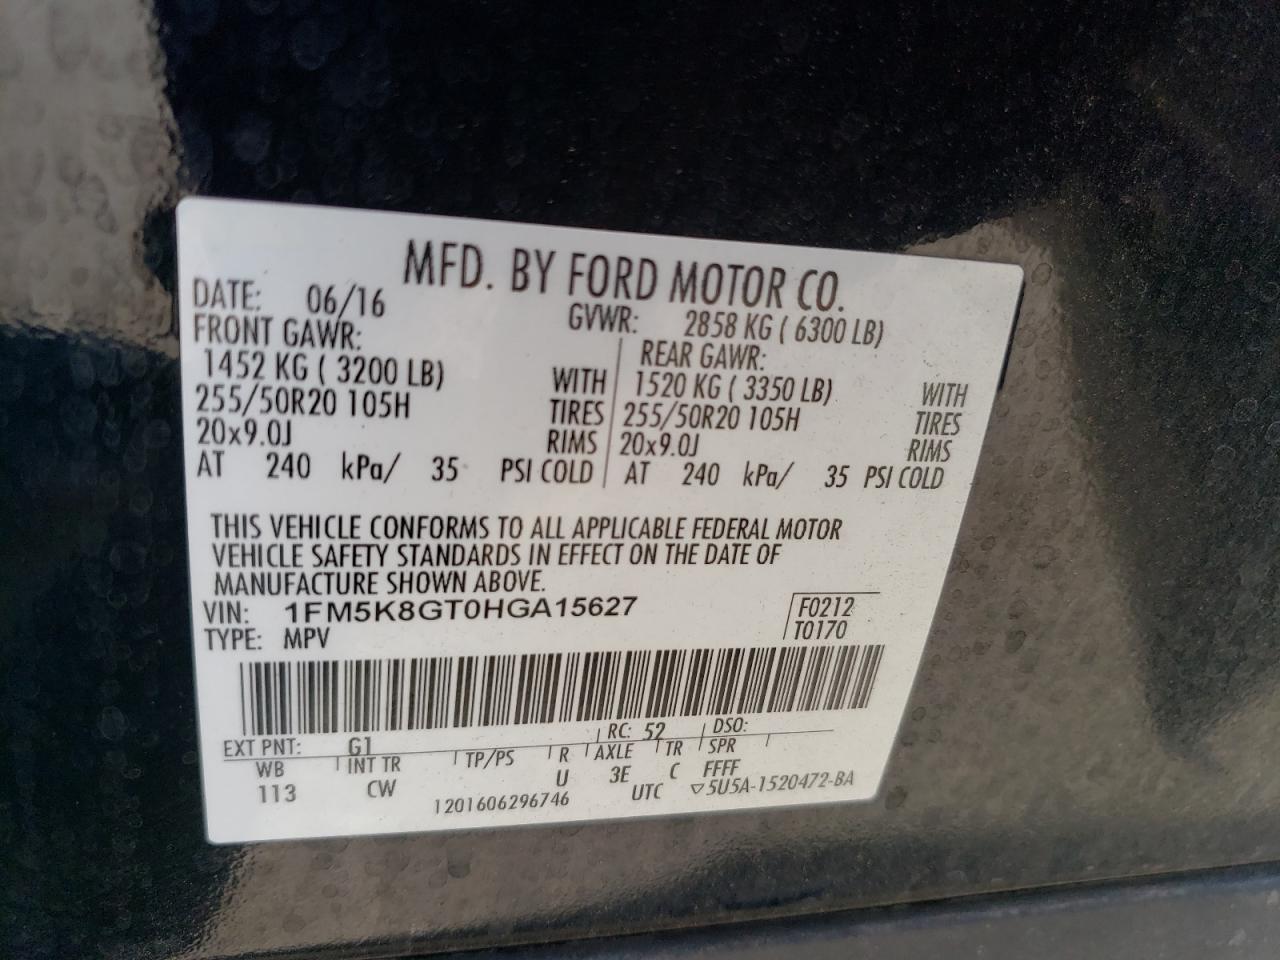 MFD. BY FORD MOTOR CO.
DATE: 06/16 GVWR: 2858 KG ( 6300 LB)
FRONT GAWR: REAR GAWR:
1452 KG ( 3200 LB) WITH 1520 KG ( 3350 LB) WITH
255/50R20 105H TIRES 255/50R20 105H TIRES
20x9.0J RIMS 20x9.0J RIMS
AT 240 kPa/ 35 PSI COLD AT 240 kPa/ 35 PSI COLD
THIS VEHICLE CONFORMS TO ALL APPLICABLE FEDERAL MOTOR
VEHICLE SAFETY STANDARDS IN EFFECT ON THE DATE OF
MANUFACTURE SHOWN ABOVE.
VIN: 1FM5K8GT0HGA15627 F0212
TYPE: MPV T0170
EXT PNT: G1 RC: 52 DSO:
WB INT TR TP/PS R AXLE TR SPR
113 CW U 3E C FFFF
1201606296746 UTC ▽5U5A-1520472-BA